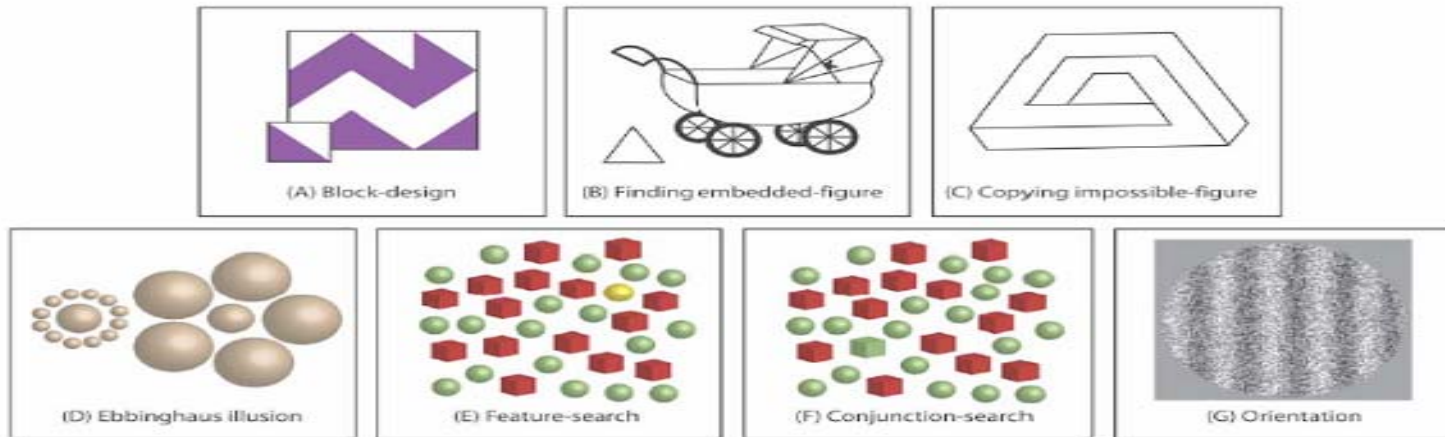 (A) Block-design
(B) Finding embedded-figure
(C) Copying impossible-figure
(D) Ebbinghaus illusion
(E) Feature-search
(F) Conjunction-search
(G) Orientation